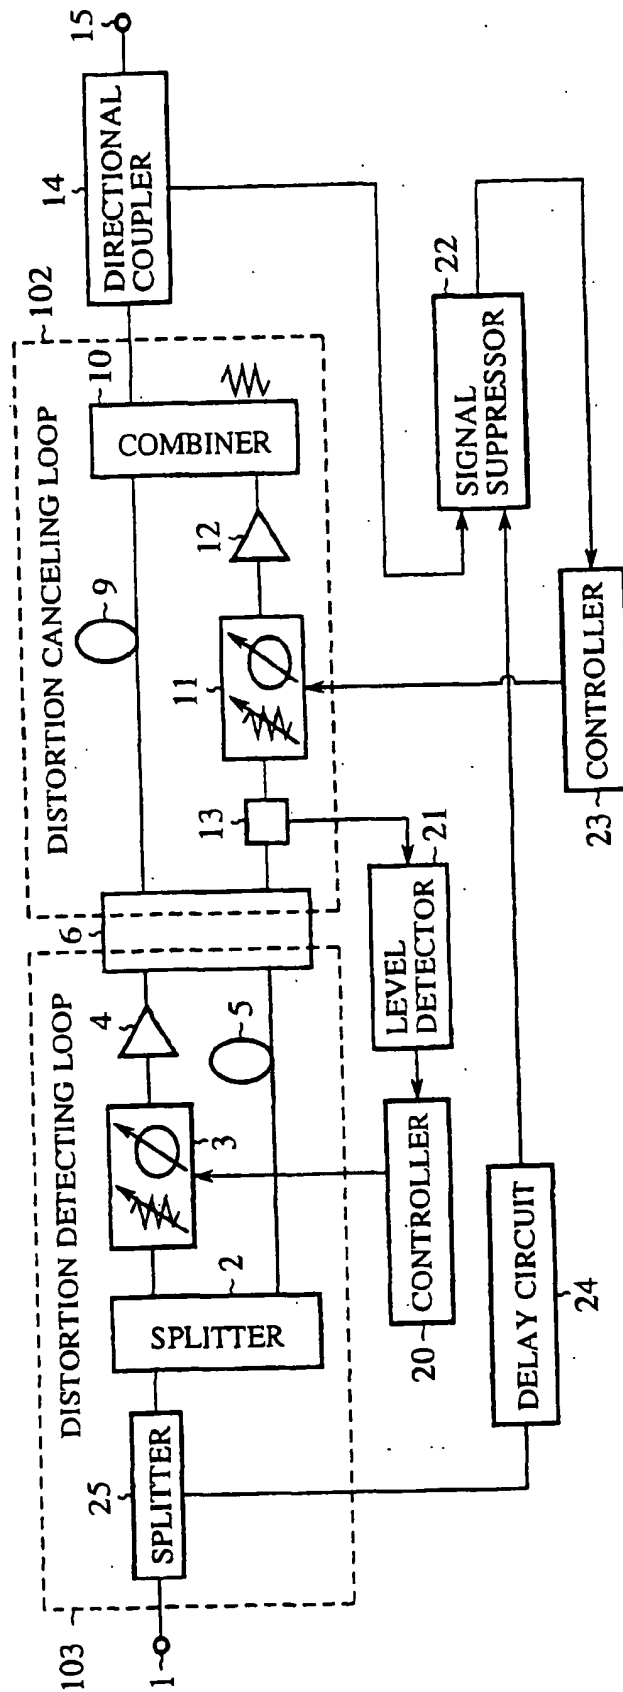 103
DISTORTION DETECTING LOOP
DISTORTION CANCELING LOOP
102
1
25
SPLITTER
SPLITTER
2
3
4
5
6
9
13
11
12
10
COMBINER
14
DIRECTIONAL
COUPLER
15
20
CONTROLLER
LEVEL
DETECTOR
21
SIGNAL
SUPPRESSOR
22
DELAY CIRCUIT
24
23
CONTROLLER